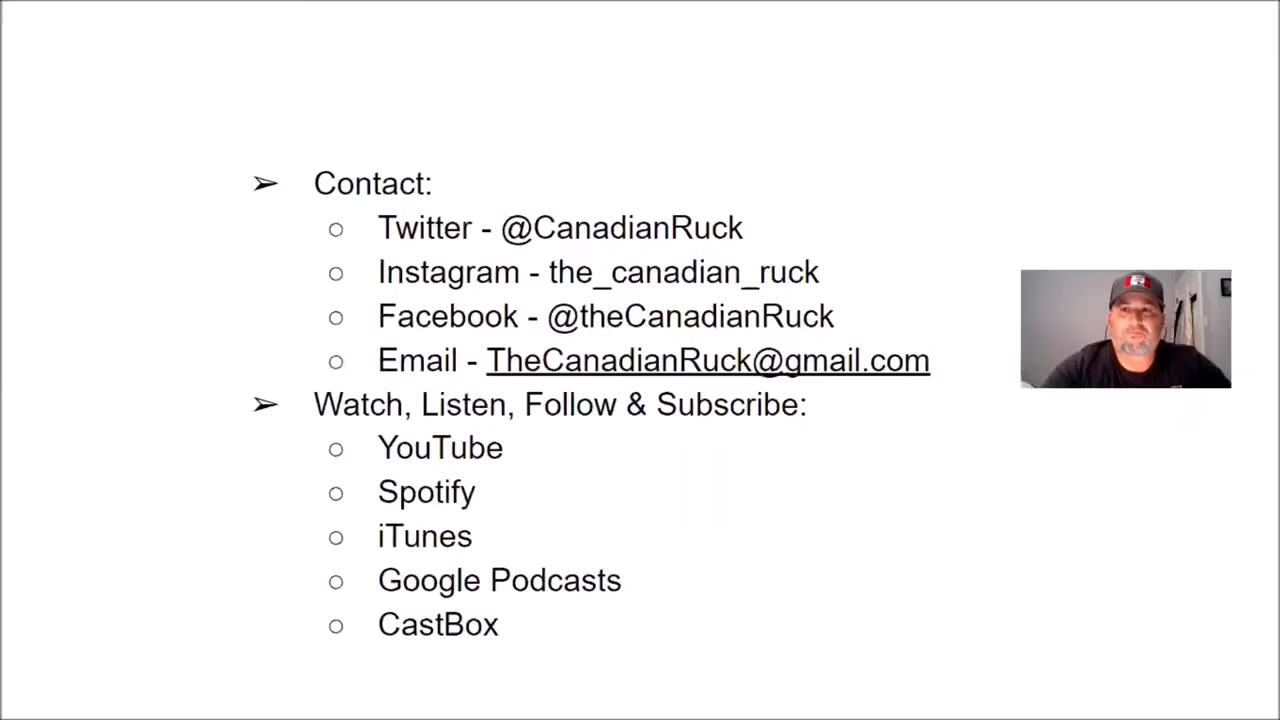 ➢ Contact:
○ Twitter - @CanadianRuck
○ Instagram - the_canadian_ruck
○ Facebook - @theCanadianRuck
○ Email - TheCanadianRuck@gmail.com
➢ Watch, Listen, Follow & Subscribe:
○ YouTube
○ Spotify
○ iTunes
○ Google Podcasts
○ CastBox